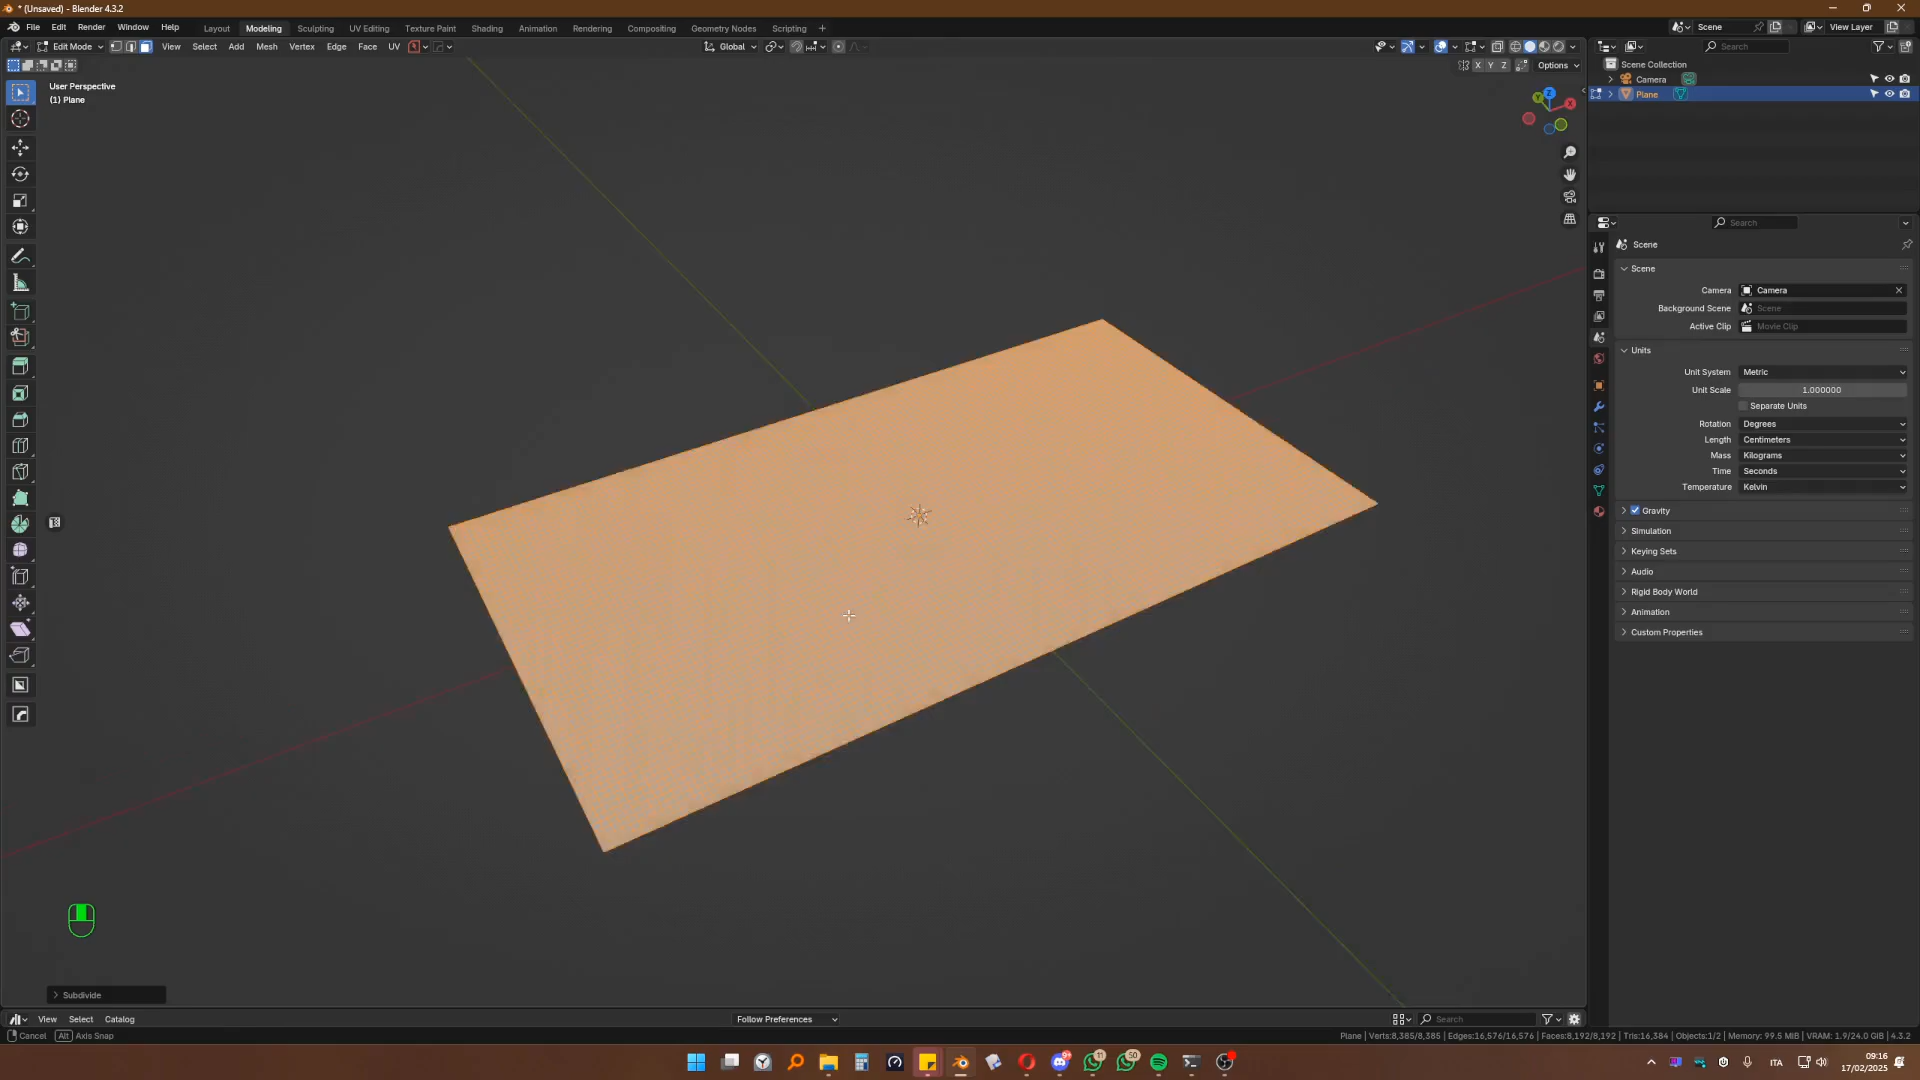 * (Unsaved) - Blender 4.3.2
File Edit Render Window Help Layout Modeling Sculpting UV Editing Texture Paint Shading Animation Rendering Compositing Geometry Nodes Scripting + Scene View Layer
Edit Mode View Select Add Mesh Vertex Edge Face UV Global Search
X Y Z Options
User Perspective
(1) Plane
Scene Collection
Camera
Plane
Z
Y X
Search
Scene
Scene
Camera Camera
Background Scene Scene
Active Clip Movie Clip
Units
Unit System Metric
Unit Scale 1.000000
Separate Units
Rotation Degrees
Length Centimeters
Mass Kilograms
Time Seconds
Temperature Kelvin
Gravity
Simulation
Keying Sets
Audio
Rigid Body World
Animation
Custom Properties
Subdivide
View Select Catalog Follow Preferences Search
Cancel Alt Axis Snap Plane | Verts:8,385/8,385 | Edges:16,576/16,576 | Faces:8,192/8,192 | Tris:16,384 | Objects:1/2 | Memory: 99.5 MiB | VRAM: 1.9/24.0 GiB | 4.3.2
9+ 11 50 ITA 09:16
17/02/2025